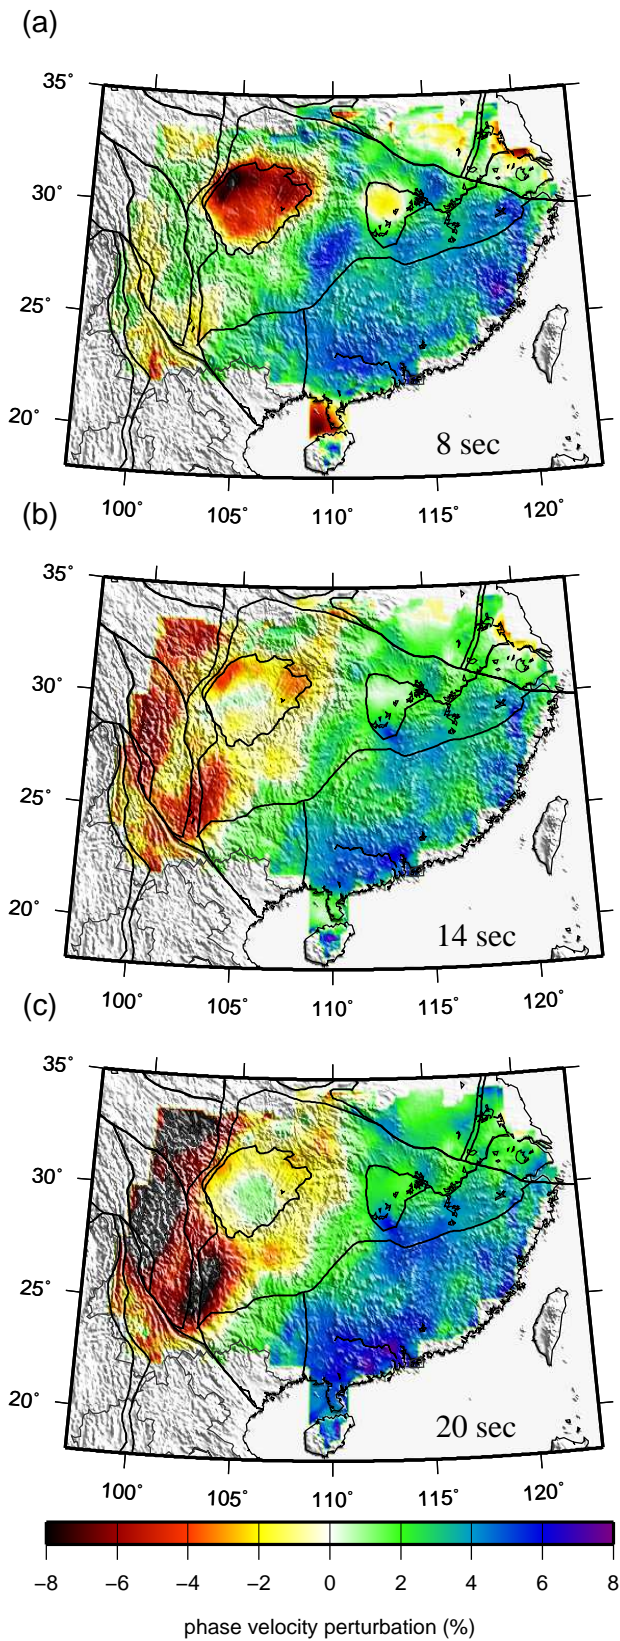 (a)
35˚
30˚
25˚
20˚
8 sec
100˚ 105˚ 110˚ 115˚ 120˚
(b)
35˚
30˚
25˚
20˚
14 sec
100˚ 105˚ 110˚ 115˚ 120˚
(c)
35˚
30˚
25˚
20˚
20 sec
100˚ 105˚ 110˚ 115˚ 120˚
−8 −6 −4 −2 0 2 4 6 8
phase velocity perturbation (%)